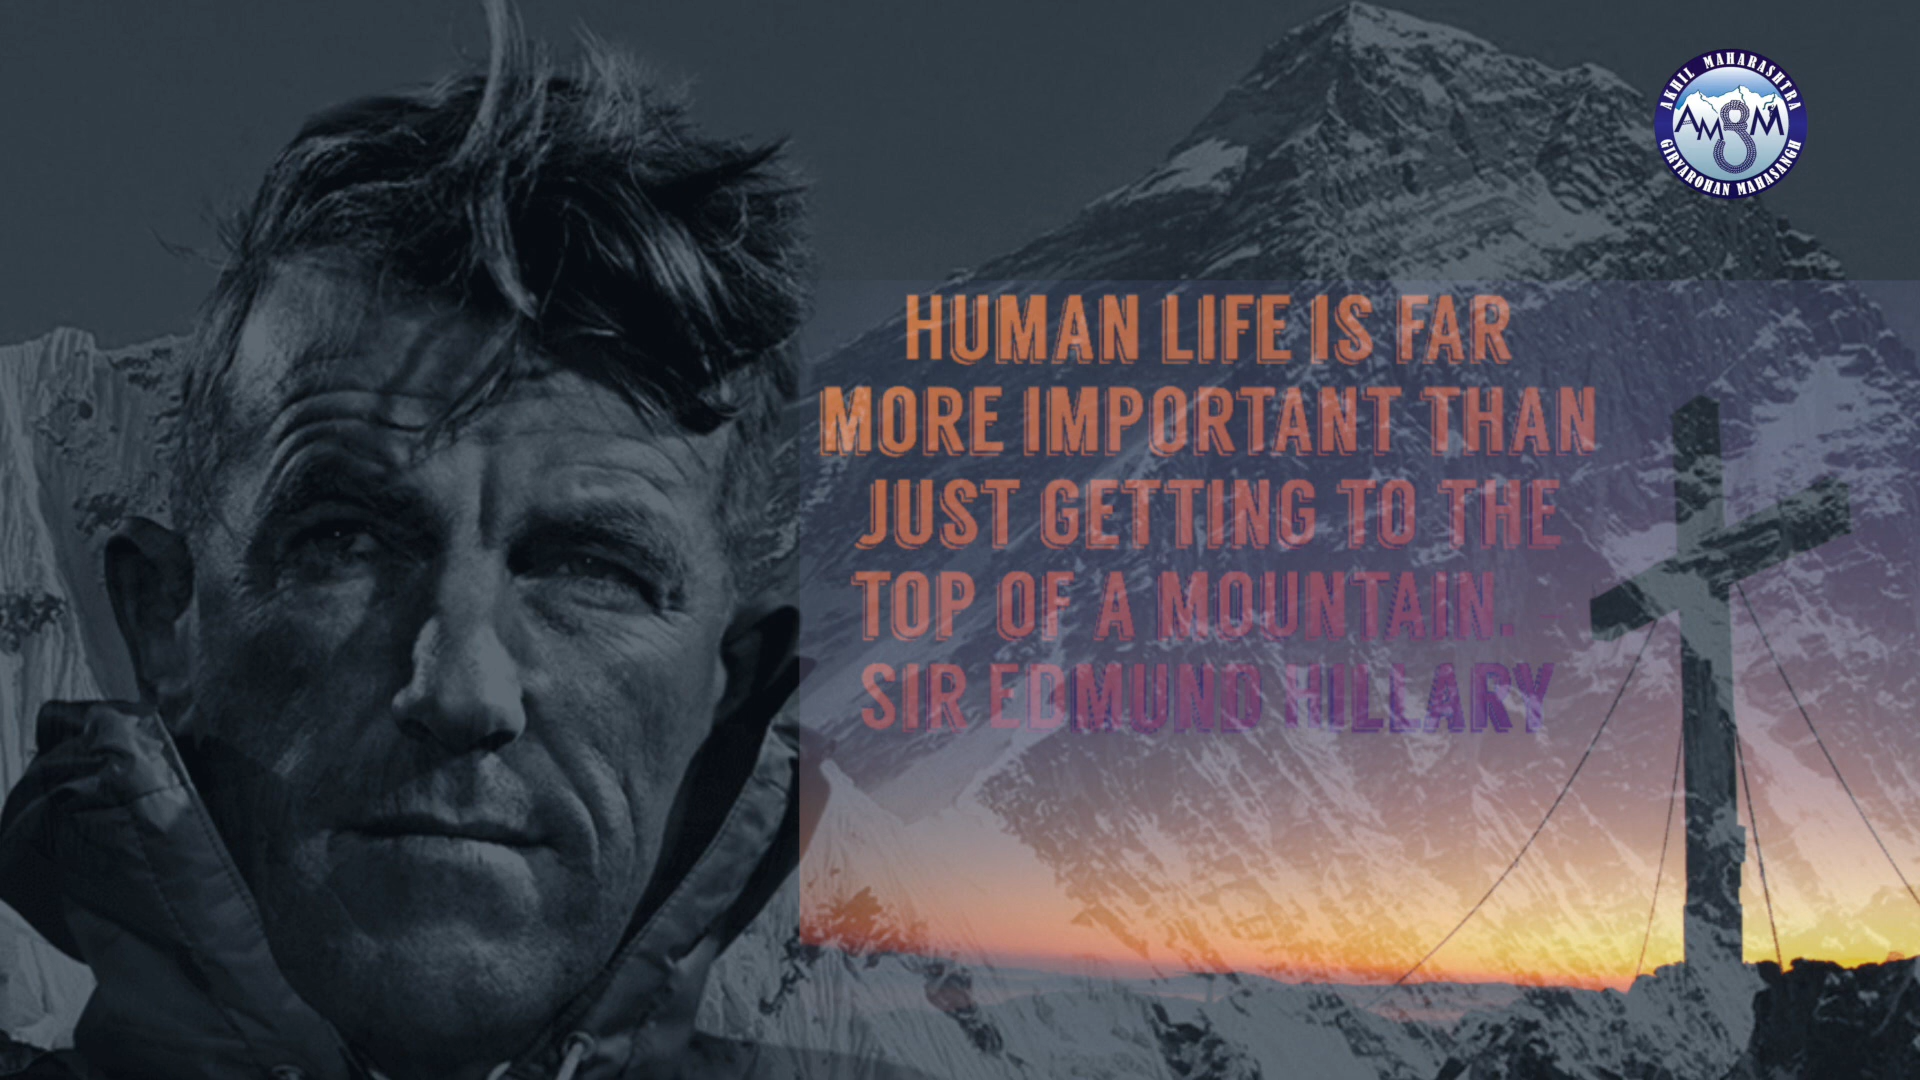 AKHIL MAHARASHTRA
AMGM
GIRYAROHAN MAHASANGH
HUMAN LIFE IS FAR
MORE IMPORTANT THAN
JUST GETTING TO THE
TOP OF A MOUNTAIN.
SIR EDMUND HILLARY